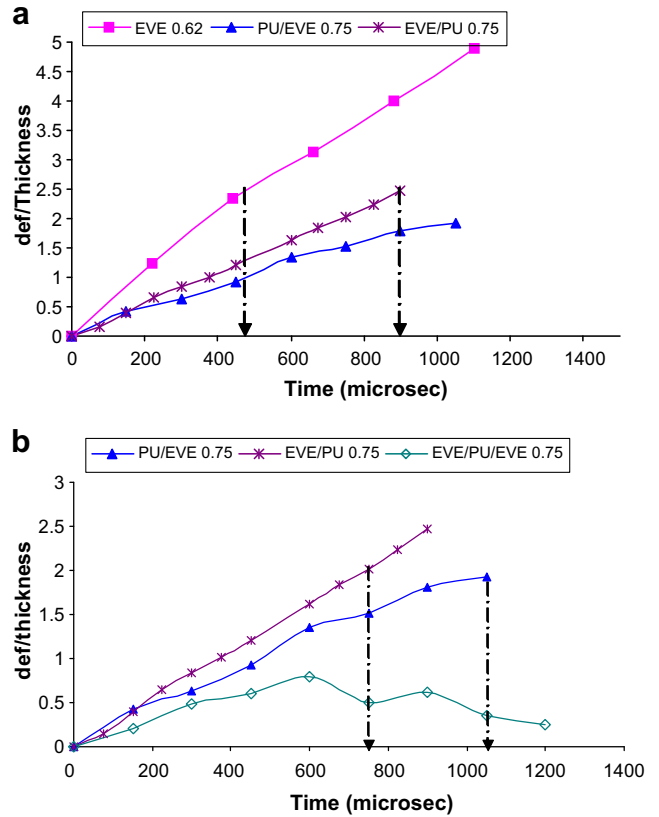 a
EVE 0.62 PU/EVE 0.75 EVE/PU 0.75
5
4.5
4
3.5
3
2.5
2
1.5
1
0.5
0
def/Thickness
0 200 400 600 800 1000 1200 1400
Time (microsec)
b
PU/EVE 0.75 EVE/PU 0.75 EVE/PU/EVE 0.75
3
2.5
2
1.5
1
0.5
0
def/thickness
0 200 400 600 800 1000 1200 1400
Time (microsec)